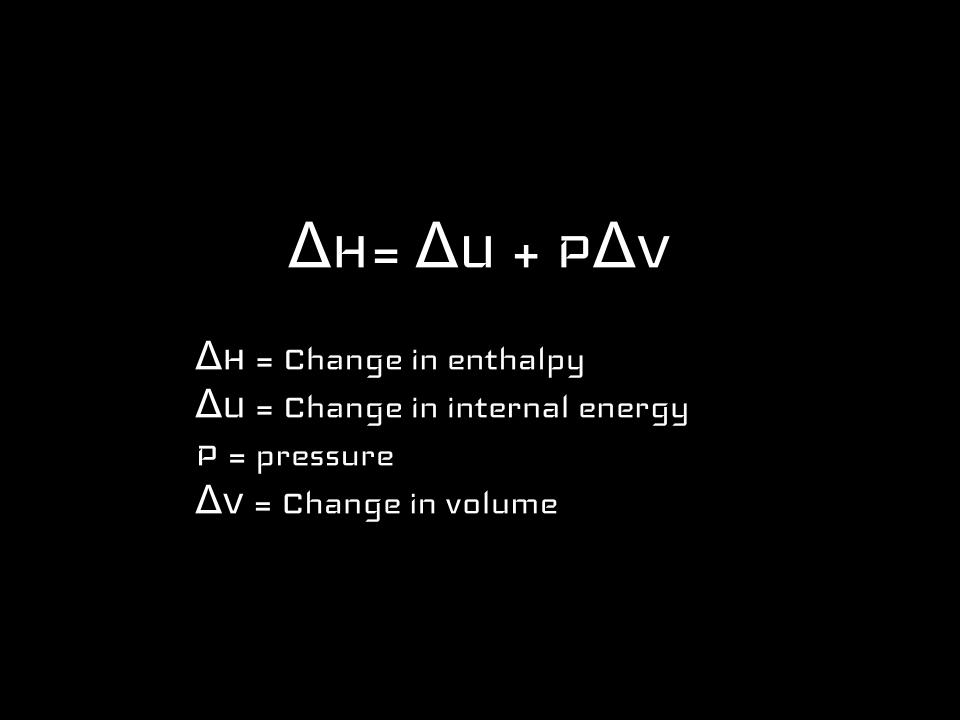 ΔH= ΔU + PΔV
ΔH = Change in enthalpy
ΔU = Change in internal energy
P = pressure
ΔV = Change in volume